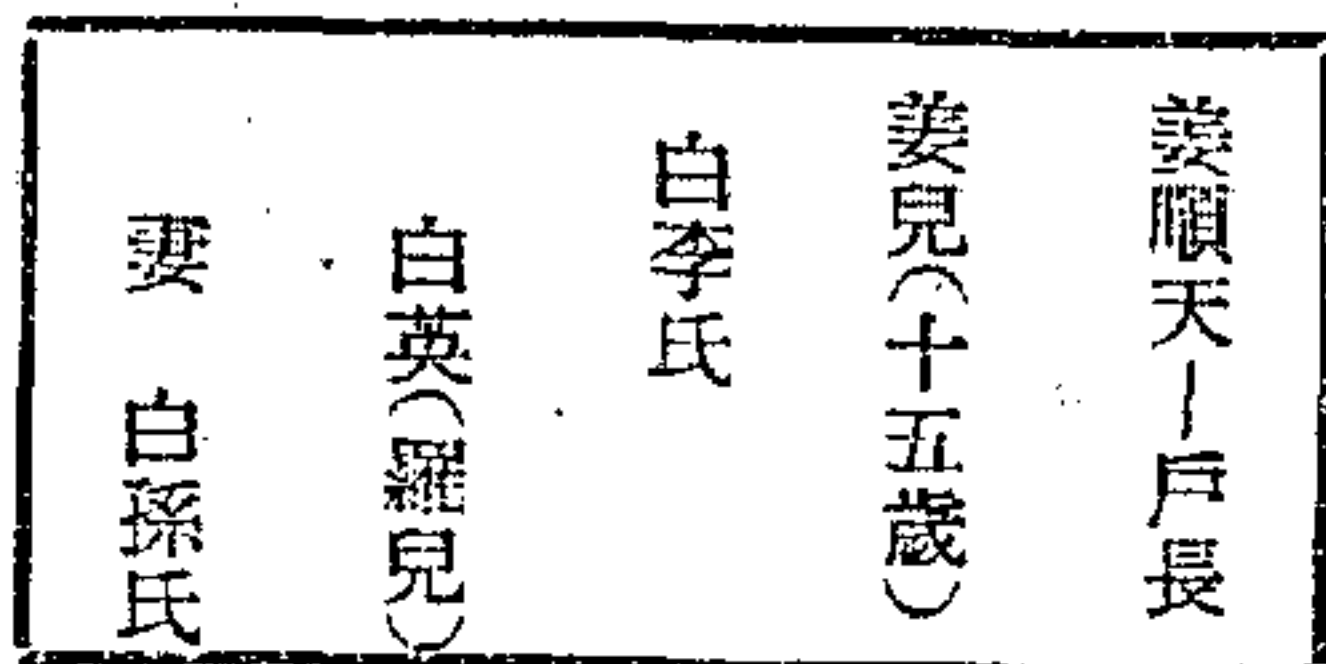 姜順天—戶長
姜兒(十五歲)
白李氏
白英(羅兒)
妻　白孫氏